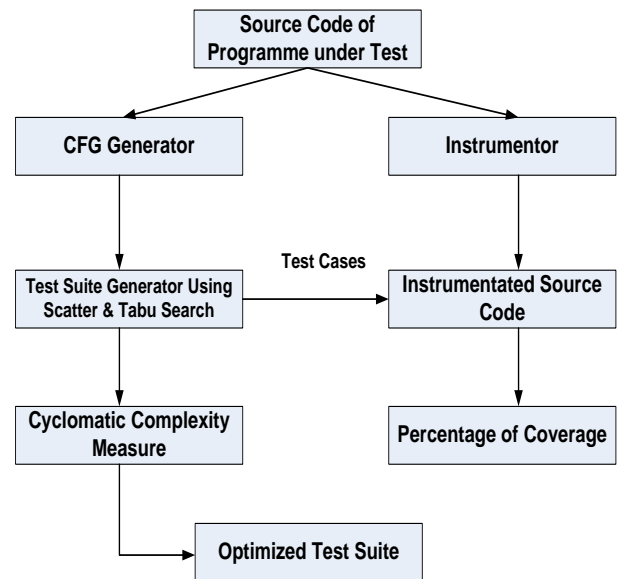 Source Code of
Programme under Test
CFG Generator
Instrumentor
Test Cases
Test Suite Generator Using
Scatter & Tabu Search
Instrumentated Source
Code
Cyclomatic Complexity
Measure
Percentage of Coverage
Optimized Test Suite